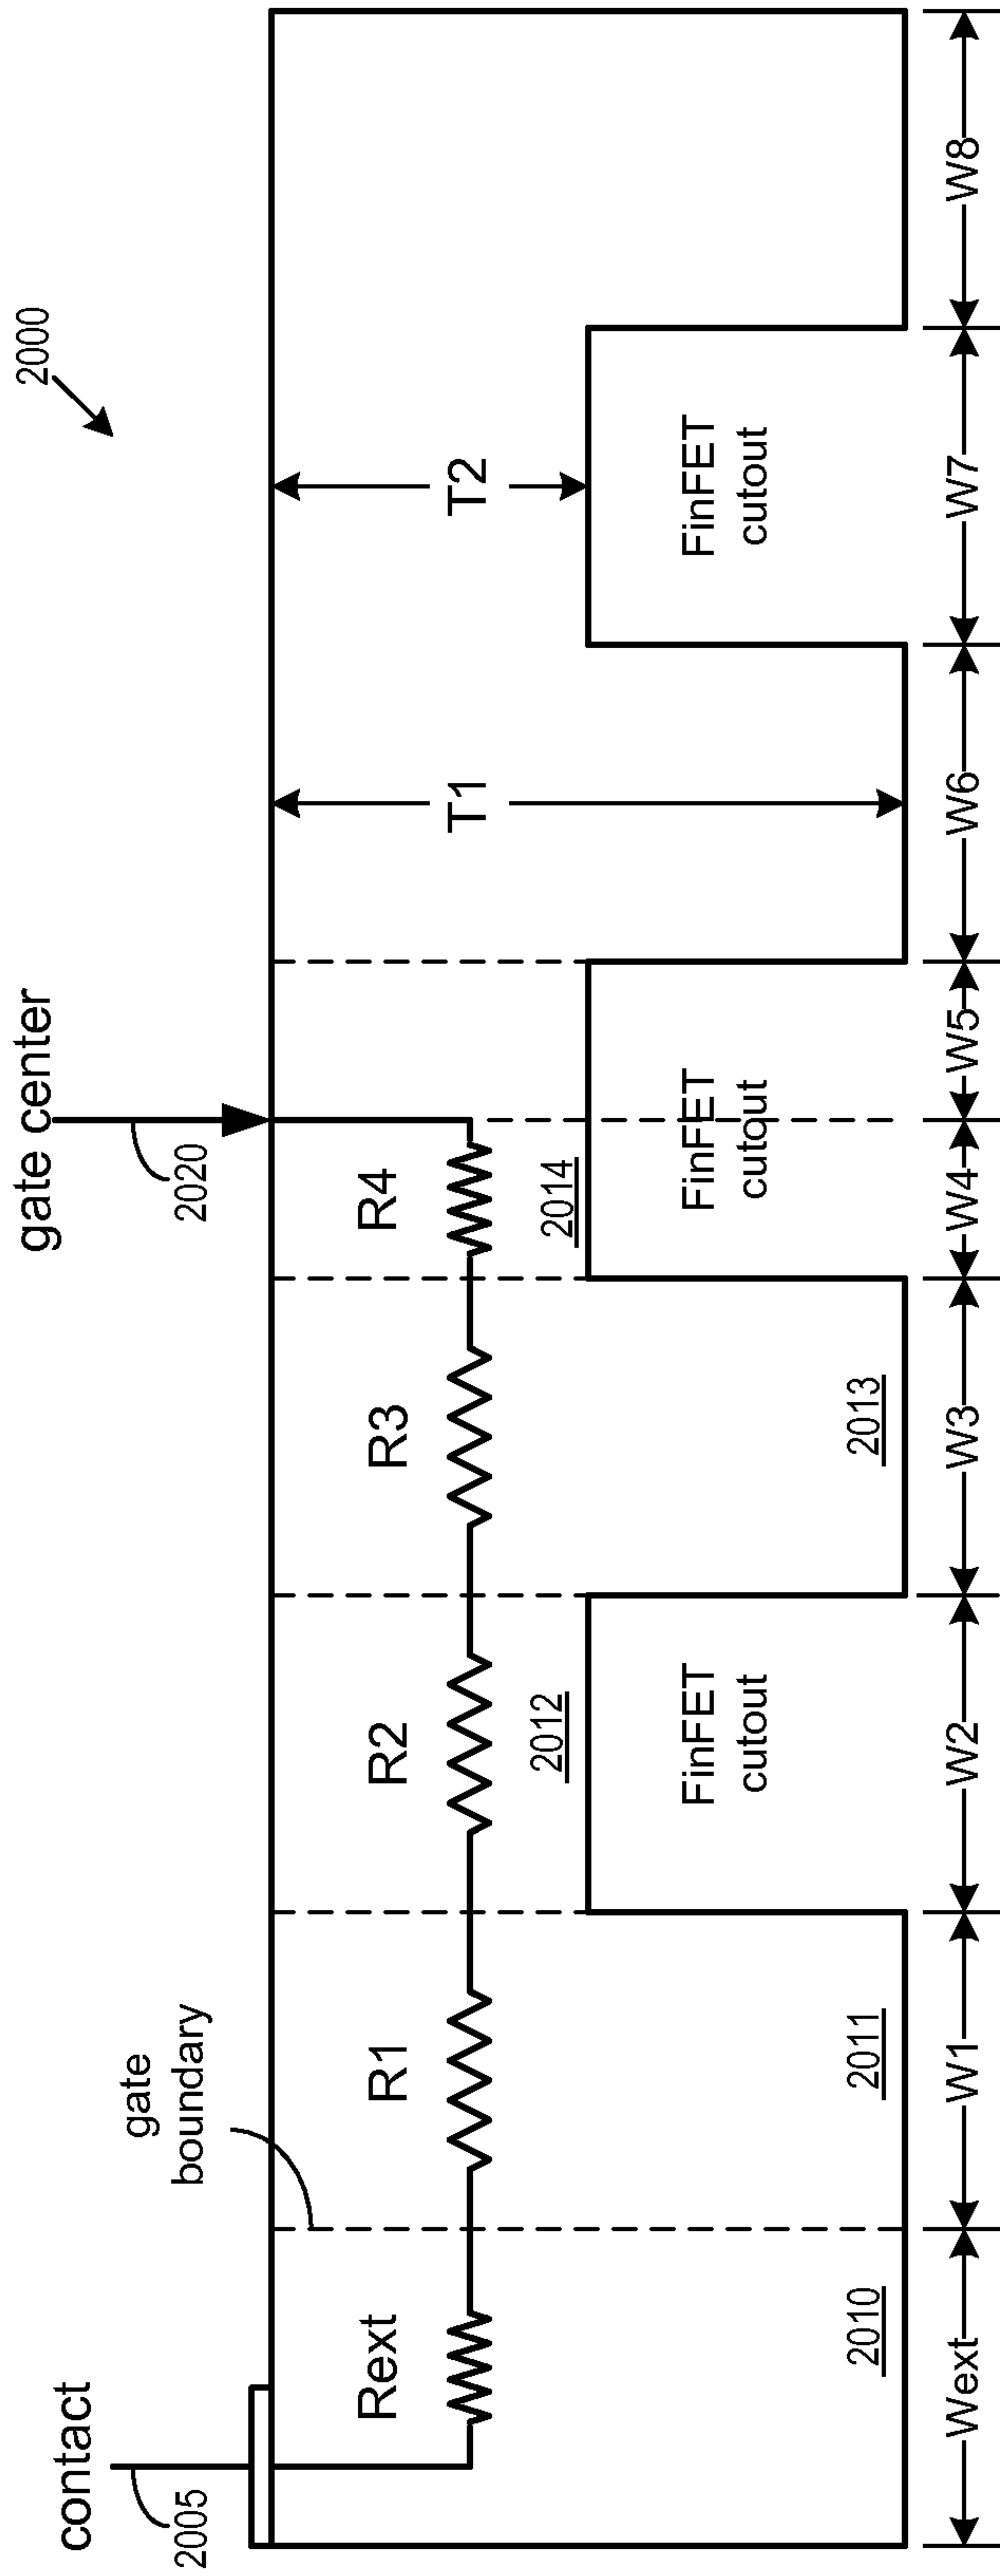 2000
contact
2005
gate
boundary
gate center
2020
Rext
R1
R2
R3
R4
T1
T2
2010
2011
2012
2013
2014
FinFET
cutout
FinFET
cutout
FinFET
cutout
Wext
W1
W2
W3
W4
W5
W6
W7
W8